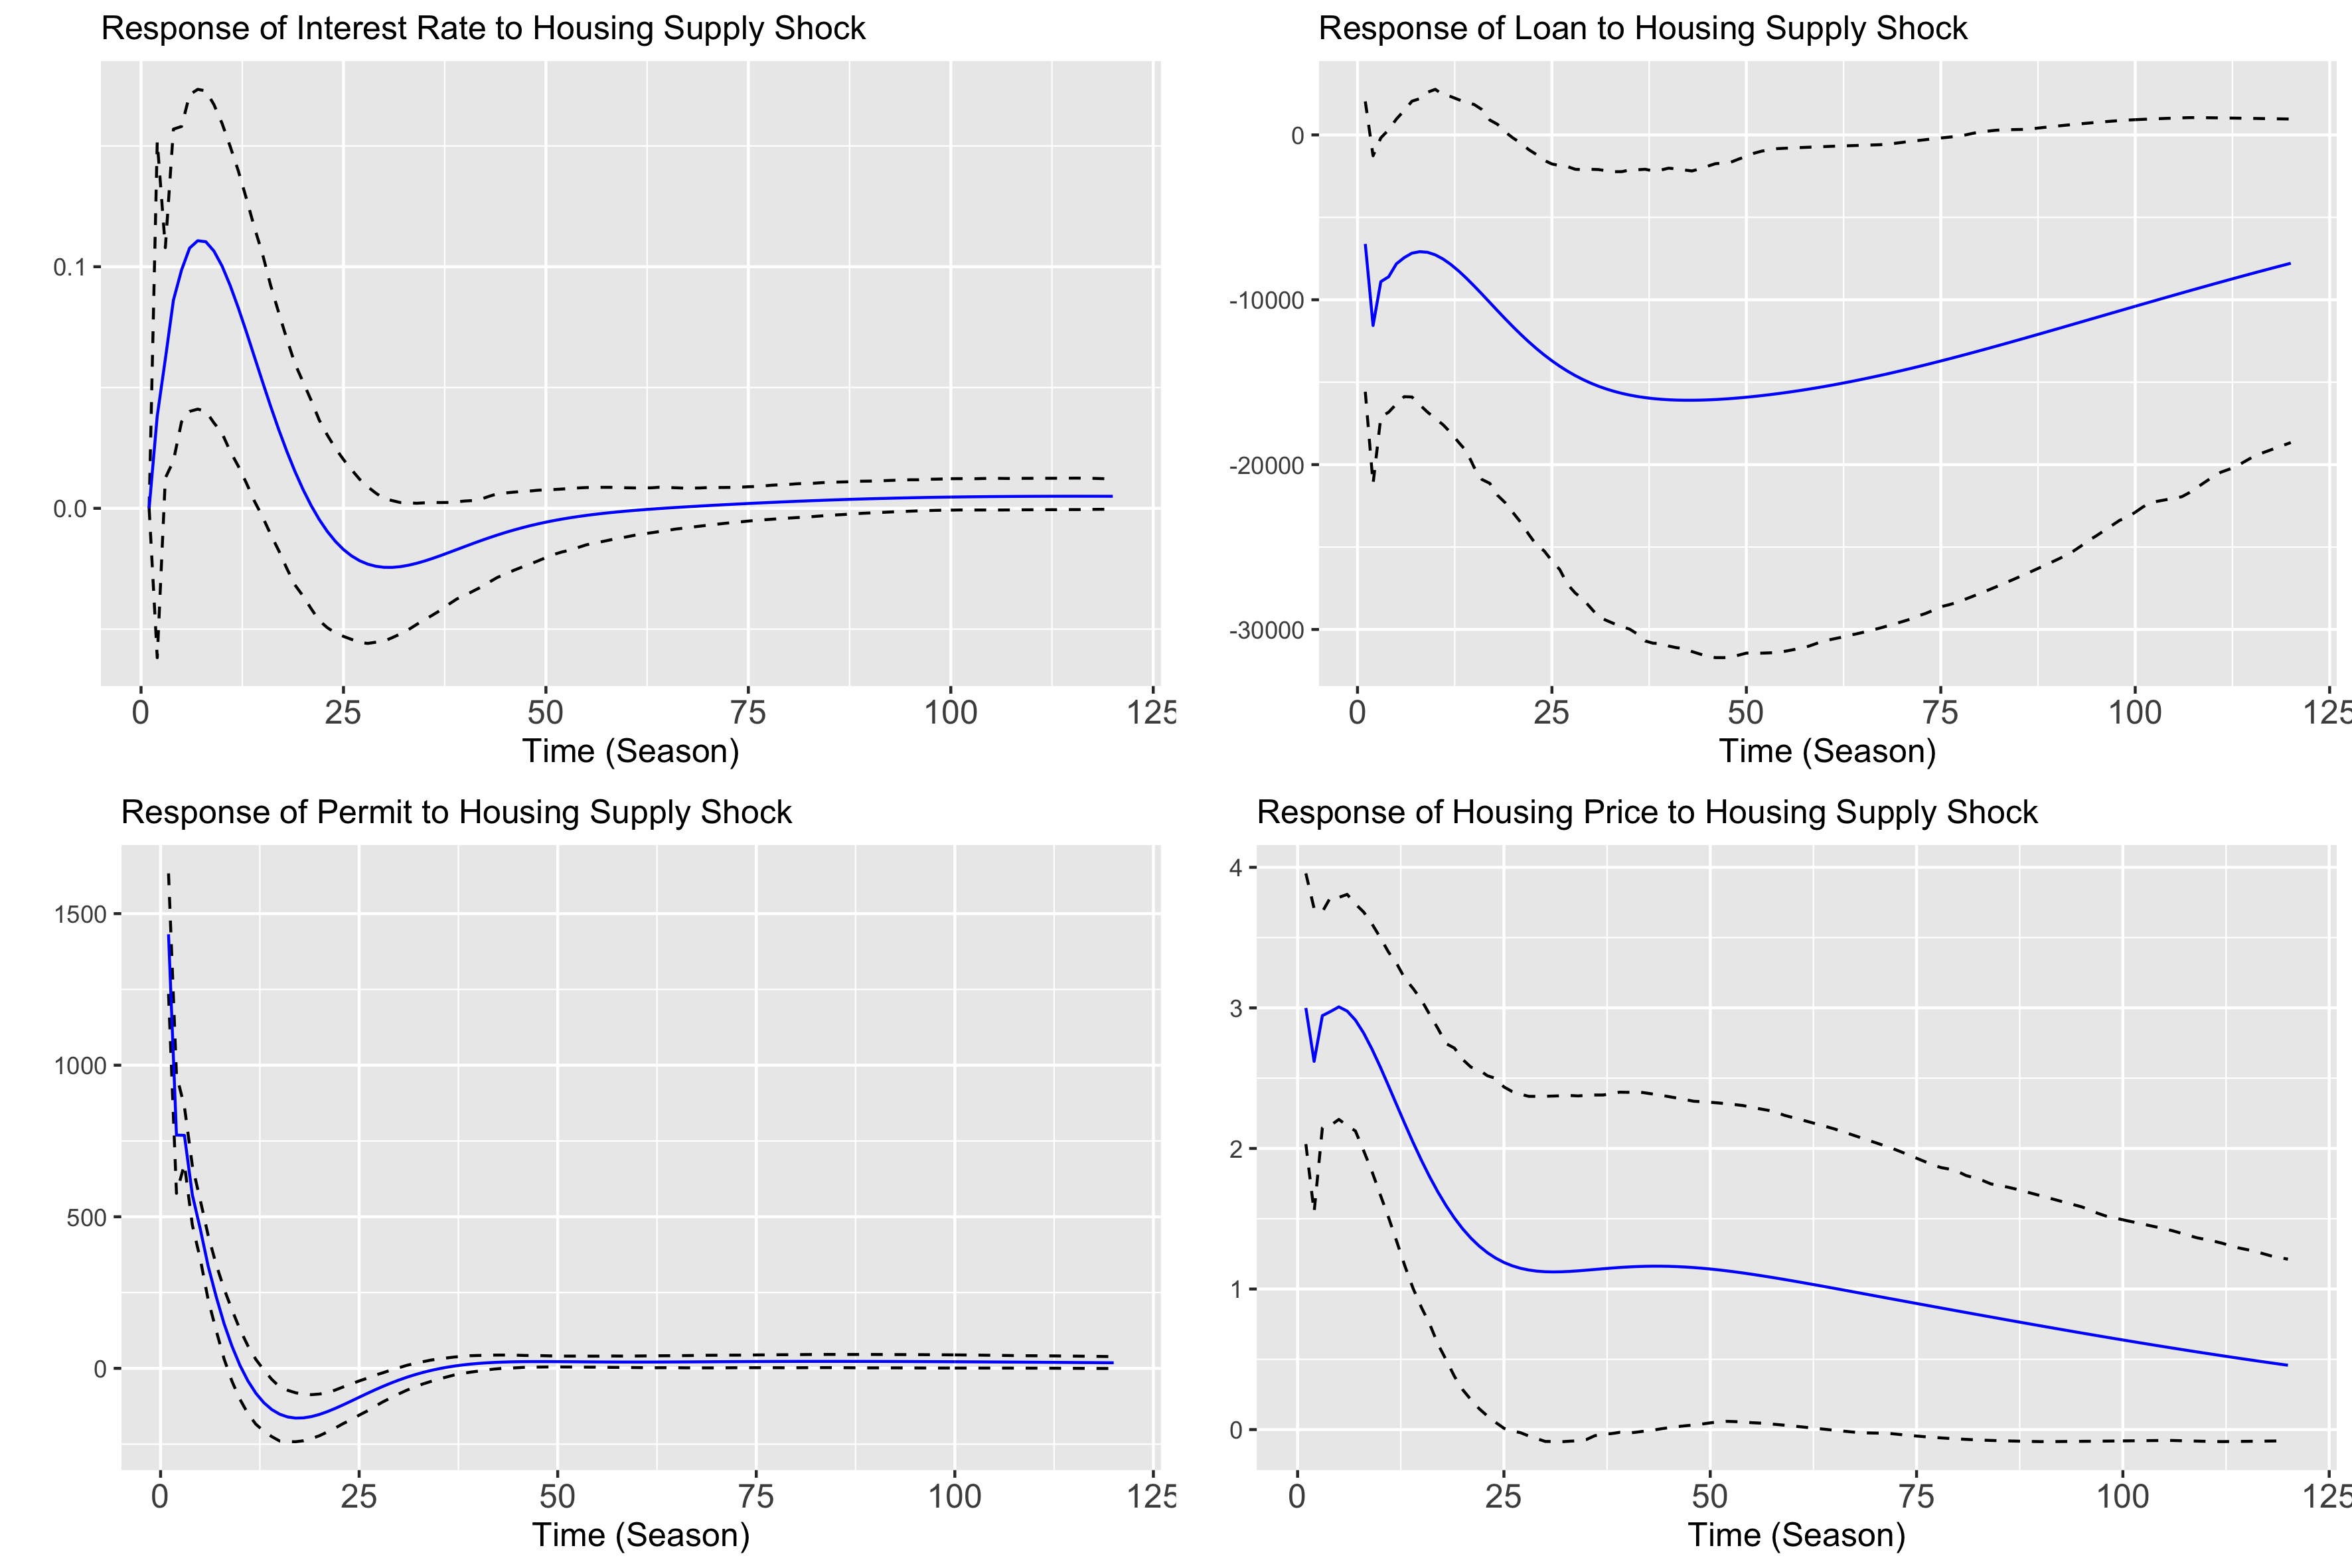 Response of Interest Rate to Housing Supply Shock
0.1
0.0
0 25 50 75 100 125
Time (Season)
Response of Loan to Housing Supply Shock
0
-10000
-20000
-30000
0 25 50 75 100 125
Time (Season)
Response of Permit to Housing Supply Shock
1500
1000
500
0
0 25 50 75 100 125
Time (Season)
Response of Housing Price to Housing Supply Shock
4
3
2
1
0
0 25 50 75 100 125
Time (Season)